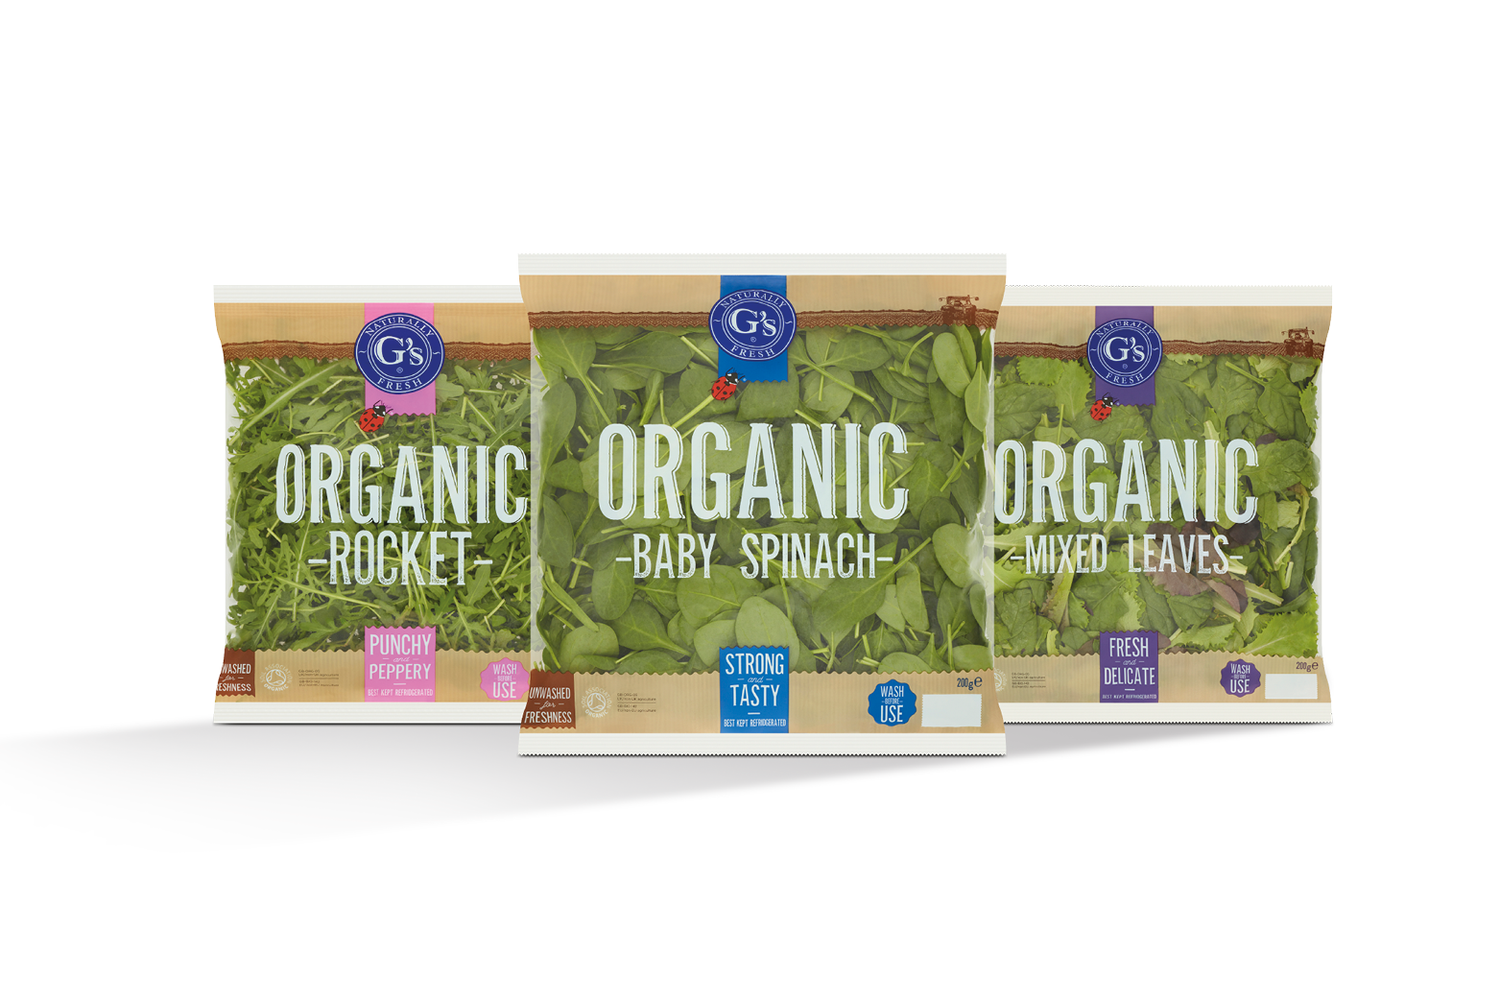 NATURALLY
G's
®
FRESH
ORGANIC
-ROCKET-
PUNCHY
and
PEPPERY
BEST KEPT REFRIGERATED
WASHED
for
RESHNESS
WASH
BEFORE
USE
NATURALLY
G's
®
FRESH
ORGANIC
-BABY SPINACH-
UNWASHED
for
FRESHNESS
STRONG
and
TASTY
BEST KEPT REFRIGERATED
WASH
BEFORE
USE
200g℮
NATURALLY
G's
®
FRESH
ORGANIC
-MIXED LEAVES-
FRESH
and
DELICATE
BEST KEPT REFRIGERATED
WASH
BEFORE
USE
200g℮